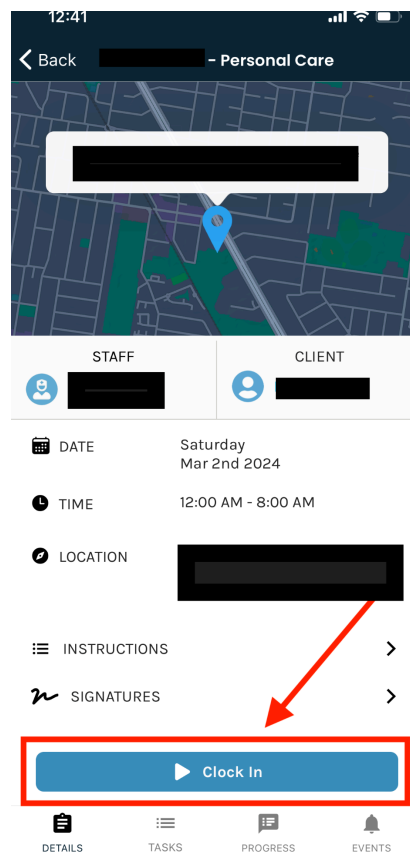 12:41
Back
- Personal Care
STAFF
CLIENT
DATE
Saturday
Mar 2nd 2024
TIME
12:00 AM - 8:00 AM
LOCATION
INSTRUCTIONS
SIGNATURES
Clock In
DETAILS
TASKS
PROGRESS
EVENTS